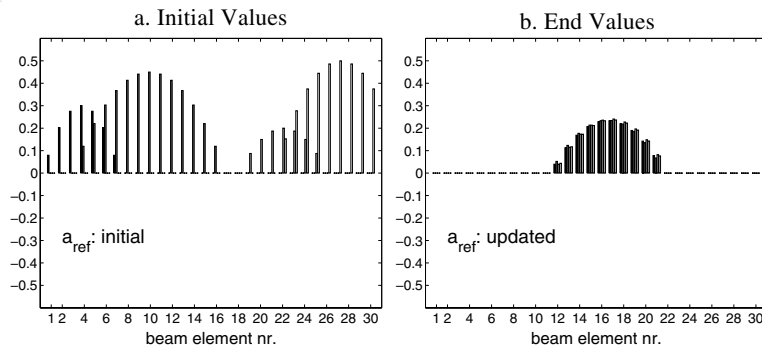 a. Initial Values
0.5
0.4
0.3
0.2
0.1
0
−0.1
−0.2
−0.3
−0.4
−0.5
a_ref: initial
1 2 4 6 8 10 12 14 16 18 20 22 24 26 28 30
beam element nr.
b. End Values
0.5
0.4
0.3
0.2
0.1
0
−0.1
−0.2
−0.3
−0.4
−0.5
a_ref: updated
1 2 4 6 8 10 12 14 16 18 20 22 24 26 28 30
beam element nr.